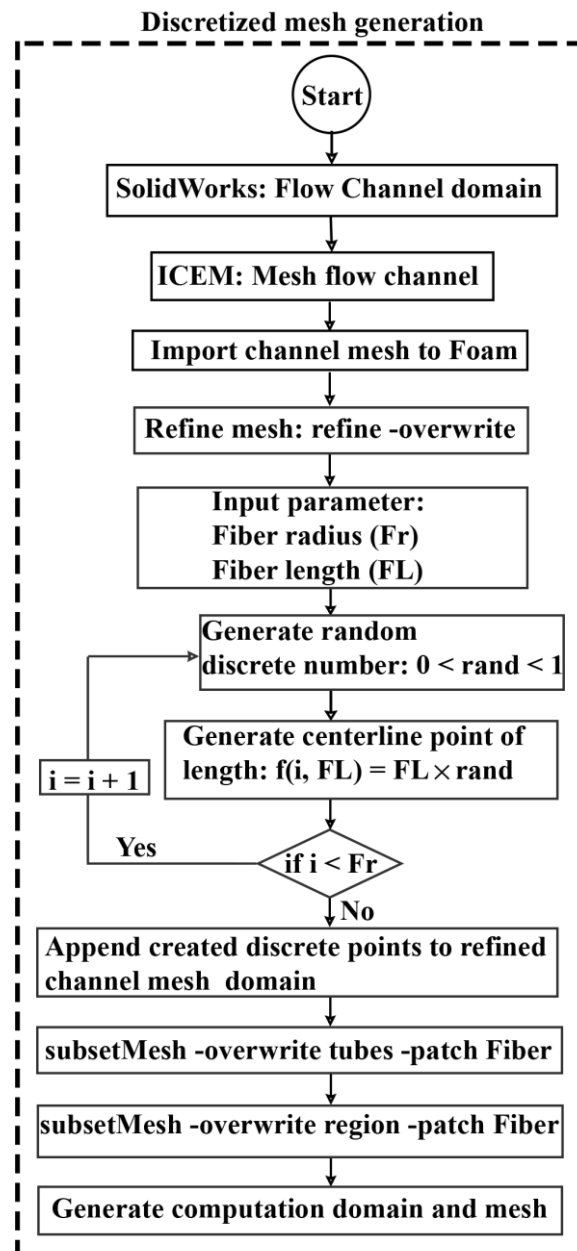 Discretized mesh generation
Start
SolidWorks: Flow Channel domain
ICEM: Mesh flow channel
Import channel mesh to Foam
Refine mesh: refine -overwrite
Input parameter:
Fiber radius (Fr)
Fiber length (FL)
Generate random
discrete number: 0 < rand < 1
Generate centerline point of
length: f(i, FL) = FL × rand
i = i + 1
Yes
if i < Fr
No
Append created discrete points to refined
channel mesh domain
subsetMesh -overwrite tubes -patch Fiber
subsetMesh -overwrite region -patch Fiber
Generate computation domain and mesh